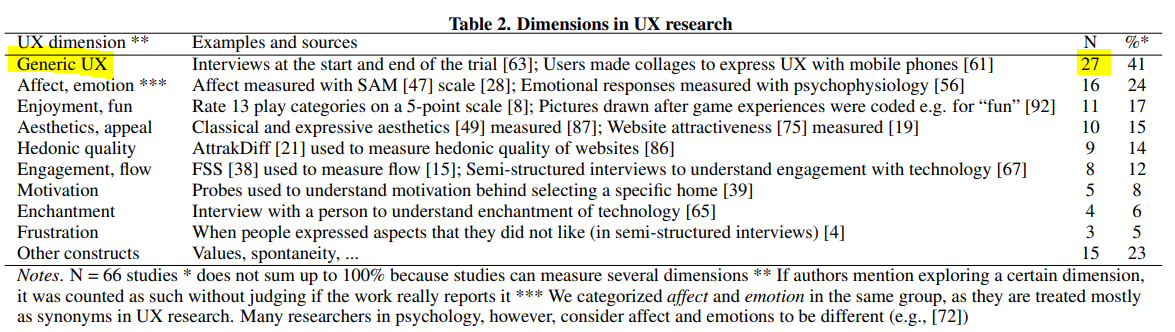 Table 2. Dimensions in UX research
UX dimension ** Examples and sources N %*
Generic UX Interviews at the start and end of the trial [63]; Users made collages to express UX with mobile phones [61] 27 41
Affect, emotion *** Affect measured with SAM [47] scale [28]; Emotional responses measured with psychophysiology [56] 16 24
Enjoyment, fun Rate 13 play categories on a 5-point scale [8]; Pictures drawn after game experiences were coded e.g. for “fun” [92] 11 17
Aesthetics, appeal Classical and expressive aesthetics [49] measured [87]; Website attractiveness [75] measured [19] 10 15
Hedonic quality AttrakDiff [21] used to measure hedonic quality of websites [86] 9 14
Engagement, flow FSS [38] used to measure flow [15]; Semi-structured interviews to understand engagement with technology [67] 8 12
Motivation Probes used to understand motivation behind selecting a specific home [39] 5 8
Enchantment Interview with a person to understand enchantment of technology [65] 4 6
Frustration When people expressed aspects that they did not like (in semi-structured interviews) [4] 3 5
Other constructs Values, spontaneity, ... 15 23
Notes. N = 66 studies * does not sum up to 100% because studies can measure several dimensions ** If authors mention exploring a certain dimension,
it was counted as such without judging if the work really reports it *** We categorized affect and emotion in the same group, as they are treated mostly
as synonyms in UX research. Many researchers in psychology, however, consider affect and emotions to be different (e.g., [72])